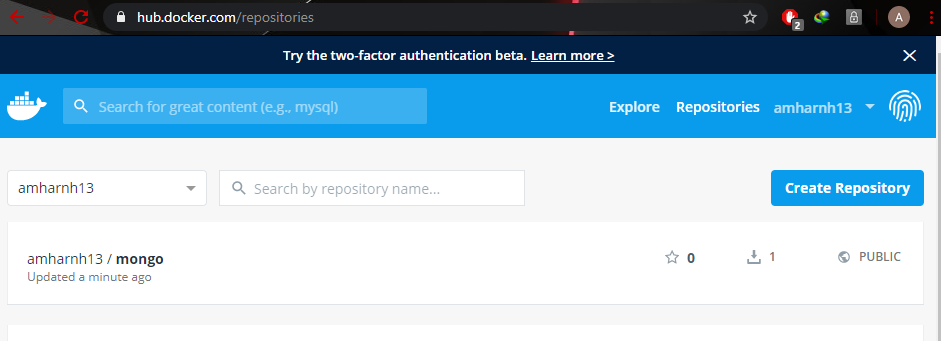 hub.docker.com/repositories
2
A
Try the two-factor authentication beta. Learn more >
Search for great content (e.g., mysql)
Explore
Repositories
amharnh13
amharnh13
Search by repository name...
Create Repository
amharnh13 / mongo
0
1
PUBLIC
Updated a minute ago